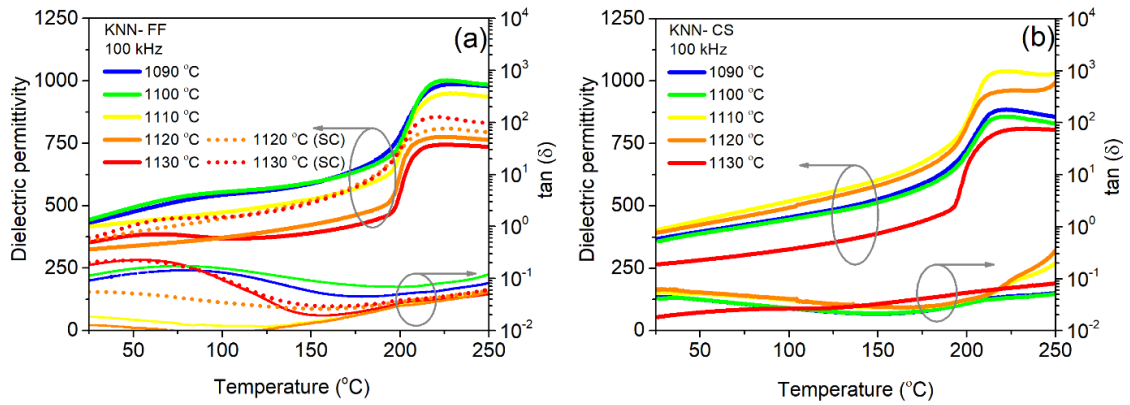 KNN- FF
100 kHz
(a)
1090 °C
1100 °C
1110 °C
1120 °C
1130 °C
1120 °C (SC)
1130 °C (SC)
Dielectric permittivity
0
250
500
750
1000
1250
tan (δ)
10^-2
10^-1
10^0
10^1
10^2
10^3
10^4
50 100 150 200 250
Temperature (°C)
KNN- CS
100 kHz
(b)
1090 °C
1100 °C
1110 °C
1120 °C
1130 °C
Dielectric permittivity
0
250
500
750
1000
1250
tan (δ)
10^-2
10^-1
10^0
10^1
10^2
10^3
10^4
50 100 150 200 250
Temperature (°C)